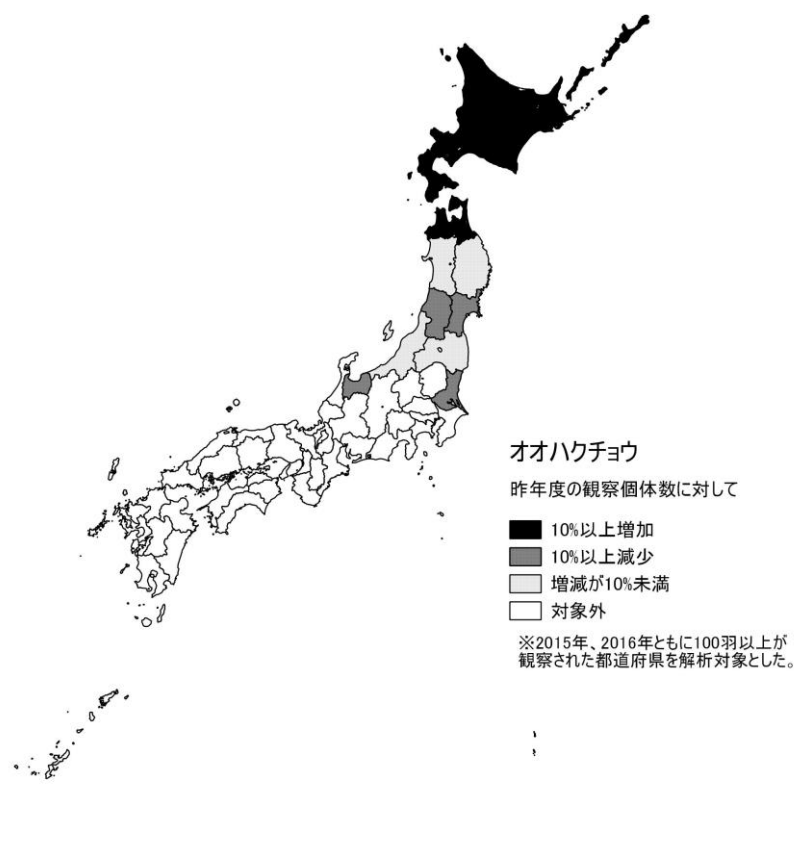 オオハクチョウ
昨年度の観察個体数に対して
10%以上増加
10%以上減少
増減が10%未満
対象外
※2015年、2016年ともに100羽以上が
観察された都道府県を解析対象とした。